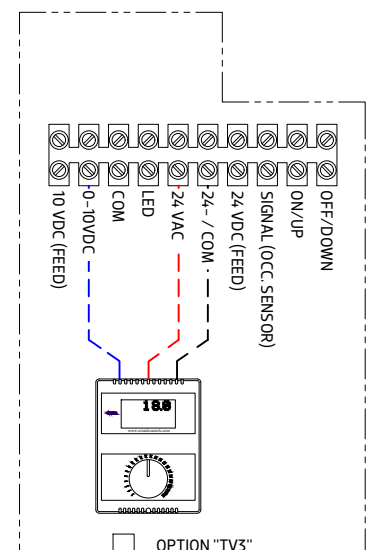 10 VDC (FEED)
0-10VDC
COM
LED
24 VAC
24- / COM
24 VDC (FEED)
SIGNAL (OCC. SENSOR)
ON/UP
OFF/DOWN
18.0
OPTION "TV3"